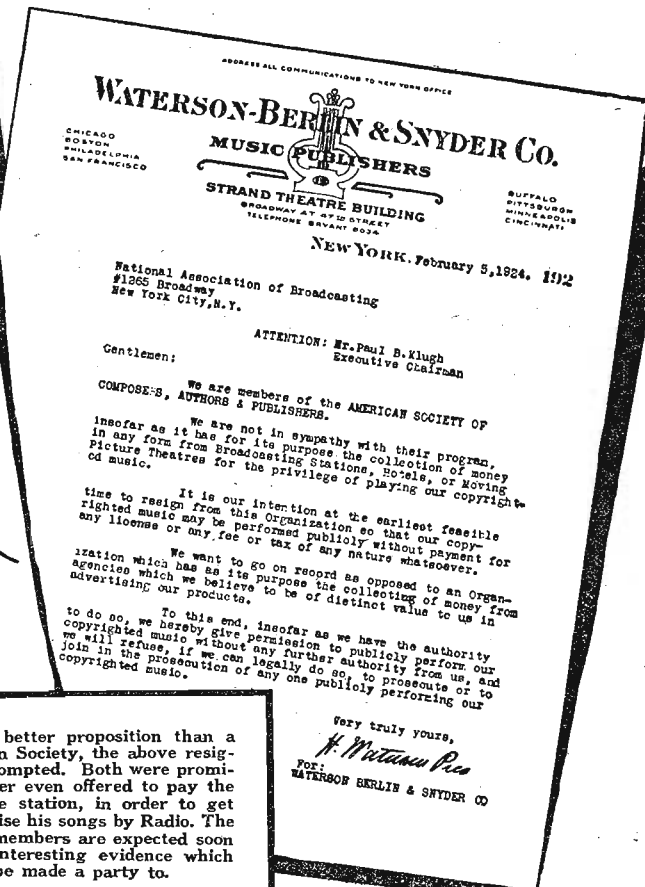 ADDRESS ALL COMMUNICATIONS TO NEW YORK OFFICE
WATERSON-BERLIN & SNYDER CO.
MUSIC PUBLISHERS
CHICAGO
BOSTON
PHILADELPHIA
SAN FRANCISCO
STRAND THEATRE BUILDING
BROADWAY AT 47TH STREET
TELEPHONE BRYANT 8034
BUFFALO
PITTSBURGH
MINNEAPOLIS
CINCINNATI
NEW YORK. February 5,1924. 192
National Association of Broadcasting
#1265 Broadway
New York City,N.Y.
ATTENTION: Mr.Paul B.Klugh
Executive Chairman
Gentlemen;
We are members of the AMERICAN SOCIETY OF
COMPOSERS, AUTHORS & PUBLISHERS.
We are not in sympathy with their program,
insofar as it has for its purpose the collection of money
in any form from Broadcasting Stations, Hotels, or Moving
Picture Theatres for the privilege of playing our copyright-
ed music.
It is our intention at the earliest feasible
time to resign from this Organization so that our copy-
righted music may be performed publicly without payment for
any license or any fee or tax of any nature whatsoever.
We want to go on record as opposed to an Organ-
ization which has as its purpose the collecting of money from
agencies which we believe to be of distinct value to us in
advertising our products.
To this end, insofar as we have the authority
to do so, we hereby give permission to publicly perform our
copyrighted music without any further authority from us, and
we will refuse, if we can legally do so, to prosecute or to
join in the prosecution of any one publicly performing our
copyrighted music.
Very truly yours,
H. Waterson Pres
For:
WATERSON BERLIN & SNYDER CO
better proposition than a
n Society, the above resig-
ompted. Both were promi-
er even offered to pay the
e station, in order to get
ise his songs by Radio. The
members are expected soon
nteresting evidence which
be made a party to.